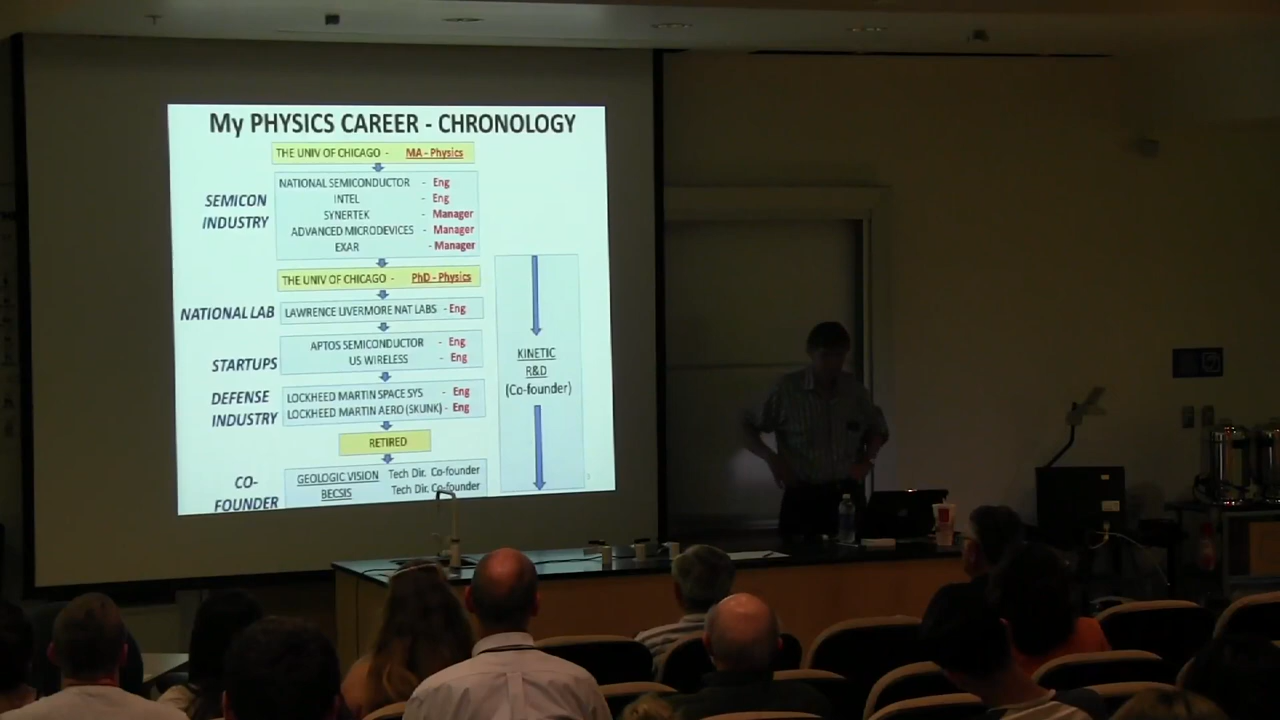 My PHYSICS CAREER - CHRONOLOGY
THE UNIV OF CHICAGO - MA - Physics
SEMICON
INDUSTRY
NATIONAL SEMICONDUCTOR - Eng
INTEL - Eng
SYNERTEK - Manager
ADVANCED MICRODEVICES - Manager
EXAR - Manager
THE UNIV OF CHICAGO - PhD - Physics
NATIONAL LAB
LAWRENCE LIVERMORE NAT LABS - Eng
STARTUPS
APTOS SEMICONDUCTOR - Eng
US WIRELESS - Eng
DEFENSE
INDUSTRY
LOCKHEED MARTIN SPACE SYS - Eng
LOCKHEED MARTIN AERO (SKUNK) - Eng
RETIRED
CO-
FOUNDER
GEOLOGIC VISION Tech Dir. Co-founder
BECSIS Tech Dir. Co-founder
KINETIC
R&D
(Co-founder)